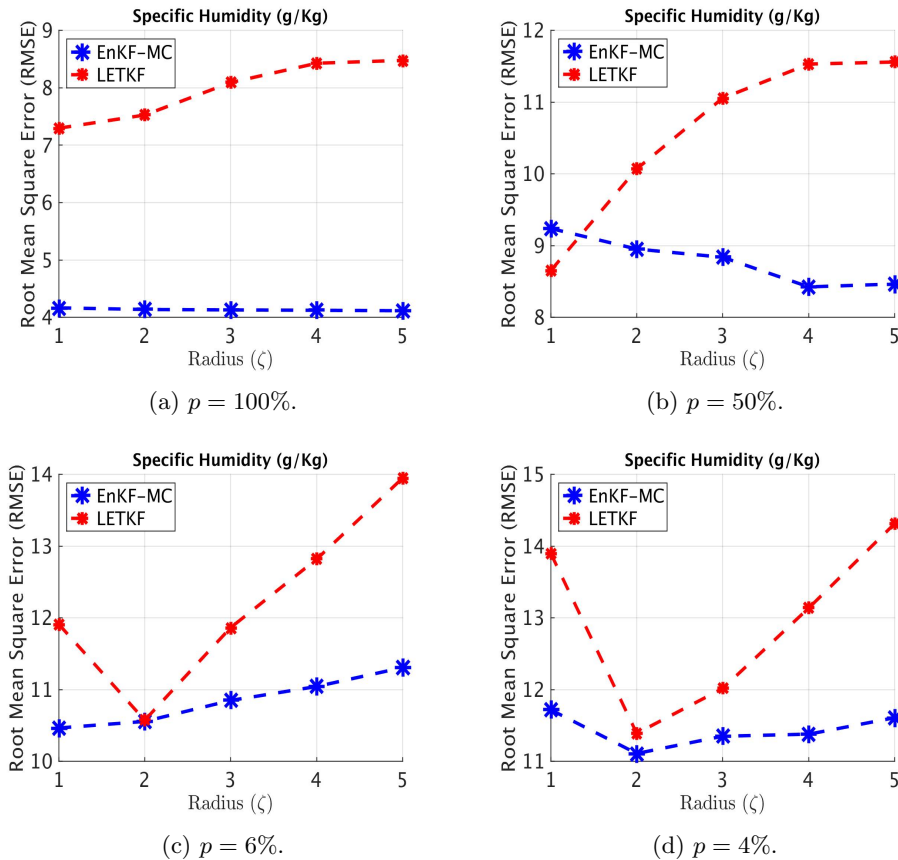 Specific Humidity (g/Kg)
Root Mean Square Error (RMSE)
9
8
7
6
5
4
EnKF-MC
LETKF
1 2 3 4 5
Radius (ζ)
(a) p = 100%.
Specific Humidity (g/Kg)
Root Mean Square Error (RMSE)
12
11
10
9
8
EnKF-MC
LETKF
1 2 3 4 5
Radius (ζ)
(b) p = 50%.
Specific Humidity (g/Kg)
Root Mean Square Error (RMSE)
14
13
12
11
10
EnKF-MC
LETKF
1 2 3 4 5
Radius (ζ)
(c) p = 6%.
Specific Humidity (g/Kg)
Root Mean Square Error (RMSE)
15
14
13
12
11
EnKF-MC
LETKF
1 2 3 4 5
Radius (ζ)
(d) p = 4%.